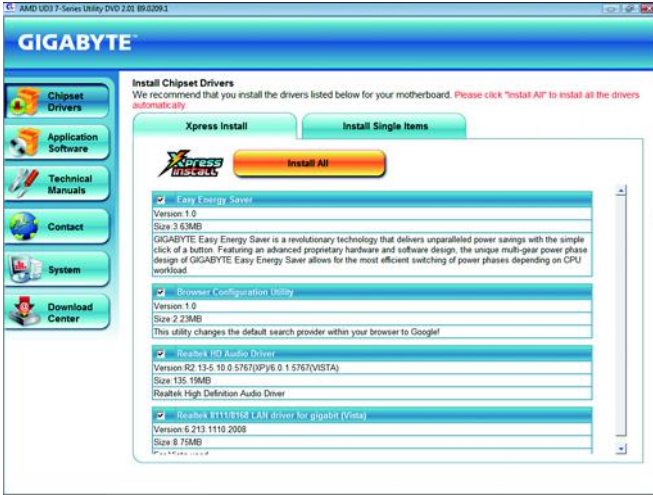 AMD UD3 7-Series Utility DVD 2.01 B9.0209.1
GIGABYTE™
Chipset
Drivers
Application
Software
Technical
Manuals
Contact
System
Download
Center
Install Chipset Drivers
We recommend that you install the drivers listed below for your motherboard. Please click "Install All" to install all the drivers
automatically.
Xpress Install
Install Single Items
Xpress
INSTALL
Install All
Easy Energy Saver
Version:1.0
Size:3.63MB
GIGABYTE Easy Energy Saver is a revolutionary technology that delivers unparalleled power savings with the simple
click of a button. Featuring an advanced proprietary hardware and software design, the unique multi-gear power phase
design of GIGABYTE Easy Energy Saver allows for the most efficient switching of power phases depending on CPU
workload.
Browser Configuration Utility
Version:1.0
Size:2.23MB
This utility changes the default search provider within your browser to Google!
Realtek HD Audio Driver
Version:R2.13-5.10.0.5767(XP)/6.0.1.5767(VISTA)
Size:135.19MB
Realtek High Definition Audio Driver
Realtek 8111/8168 LAN driver for gigabit (Vista)
Version:6.213.1110.2008
Size:8.75MB